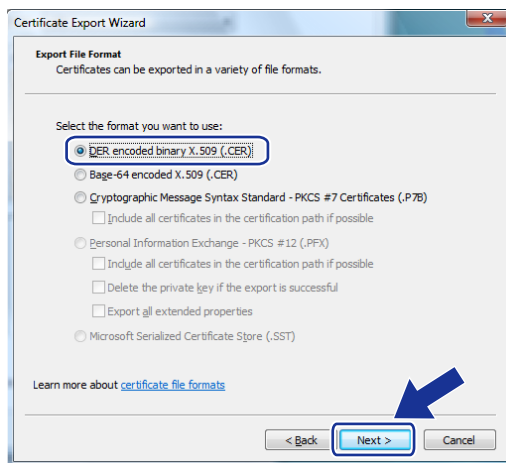 Certificate Export Wizard
Export File Format
Certificates can be exported in a variety of file formats.
Select the format you want to use:
DER encoded binary X.509 (.CER)
Base-64 encoded X.509 (.CER)
Cryptographic Message Syntax Standard - PKCS #7 Certificates (.P7B)
Include all certificates in the certification path if possible
Personal Information Exchange - PKCS #12 (.PFX)
Include all certificates in the certification path if possible
Delete the private key if the export is successful
Export all extended properties
Microsoft Serialized Certificate Store (.SST)
Learn more about certificate file formats
< Back Next > Cancel